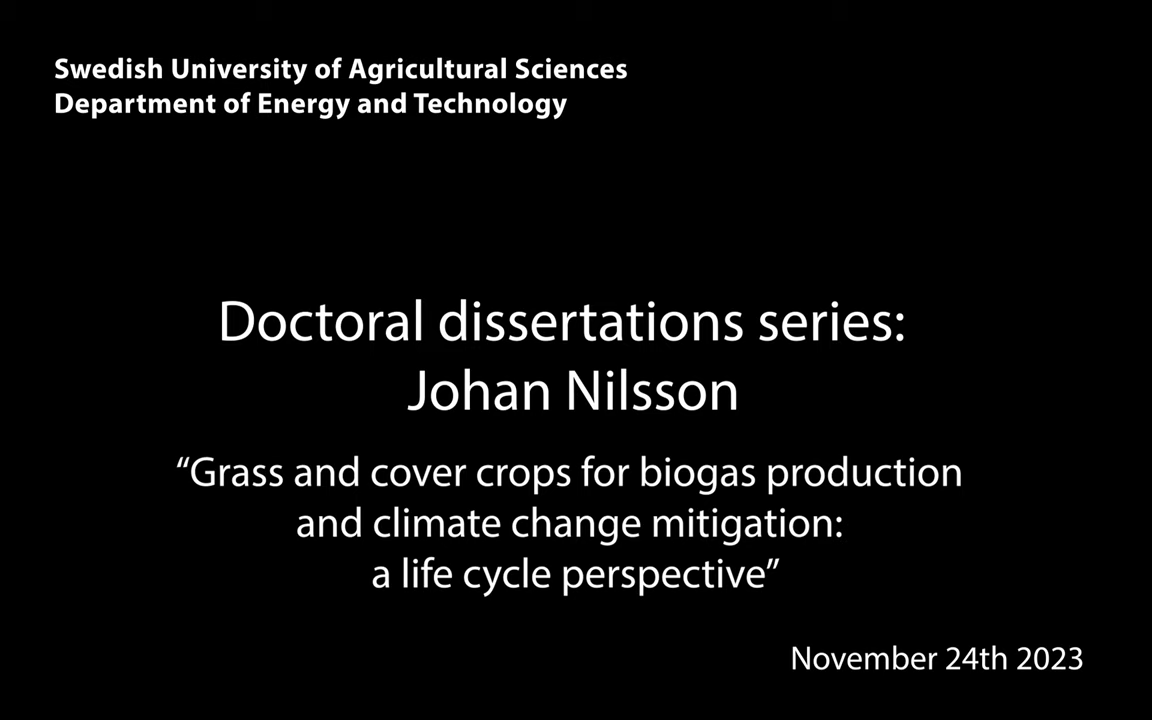 Swedish University of Agricultural Sciences
Department of Energy and Technology
Doctoral dissertations series:
Johan Nilsson
“Grass and cover crops for biogas production
and climate change mitigation:
a life cycle perspective”
November 24th 2023